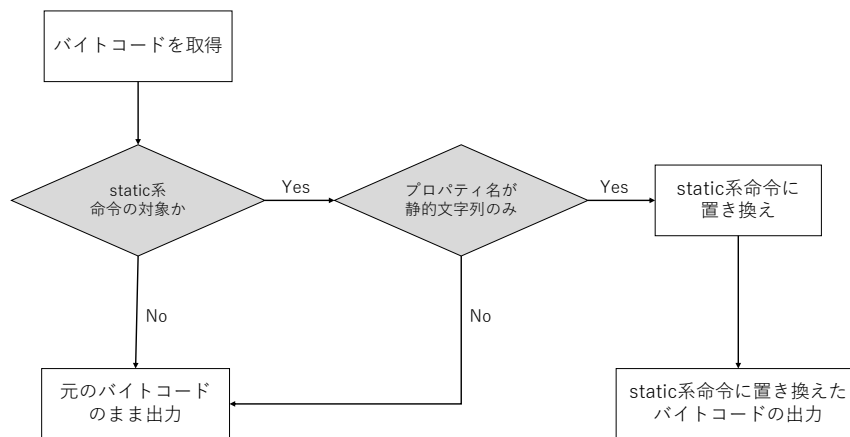 バイトコードを取得
static系
命令の対象か
Yes
プロパティ名が
静的文字列のみ
Yes
static系命令に
置き換え
No
No
元のバイトコード
のまま出力
static系命令に置き換えた
バイトコードの出力